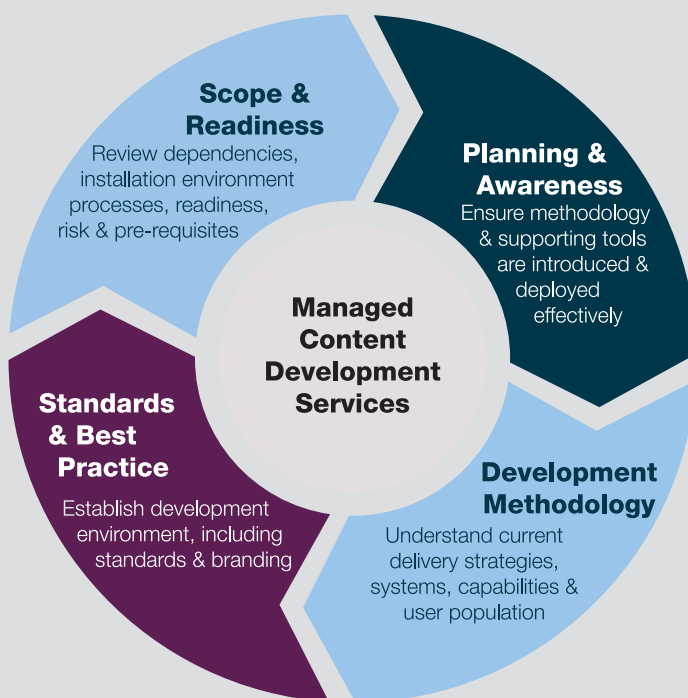 Scope &
Readiness
Review dependencies,
installation environment
processes, readiness,
risk & pre-requisites
Planning &
Awareness
Ensure methodology
& supporting tools
are introduced &
deployed
effectively
Managed
Content
Development
Services
Standards
& Best
Practice
Establish development
environment, including
standards & branding
Development
Methodology
Understand current
delivery strategies,
systems, capabilities &
user population